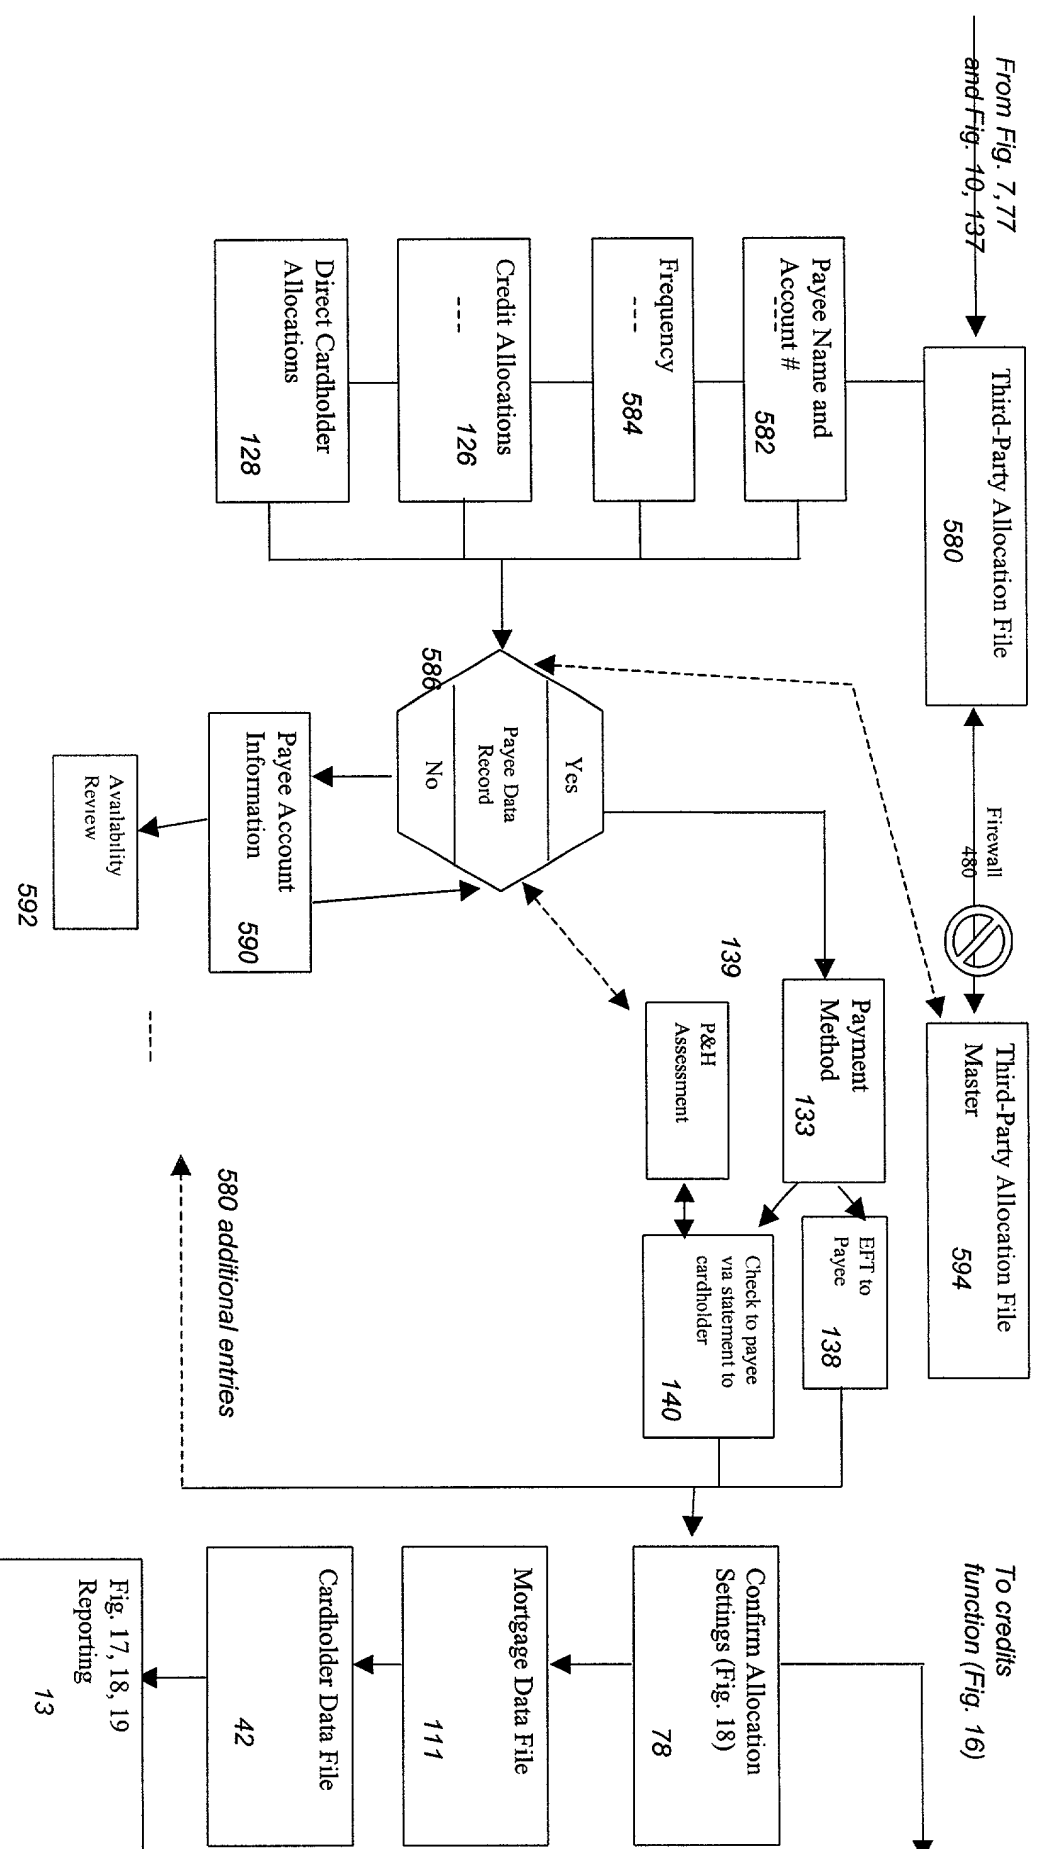 From Fig. 7,77
and Fig. 10, 137
Third-Party Allocation File
580
Firewall
480
Third-Party Allocation File
Master
594
To credits
function (Fig. 16)
Payee Name and
Account #
---
582
Frequency
---
584
Credit Allocations
---
126
Direct Cardholder
Allocations
128
Yes
Payee Data
Record
No
586
Payee Account
Information
590
Availability
Review
592
----
Payment
Method
133
139
P&H
Assessment
EFT to
Payee
138
Check to payee
via statement to
cardholder
140
580 additional entries
Confirm Allocation
Settings (Fig. 18)
78
Mortgage Data File
111
Cardholder Data File
42
Fig. 17, 18, 19
Reporting
13